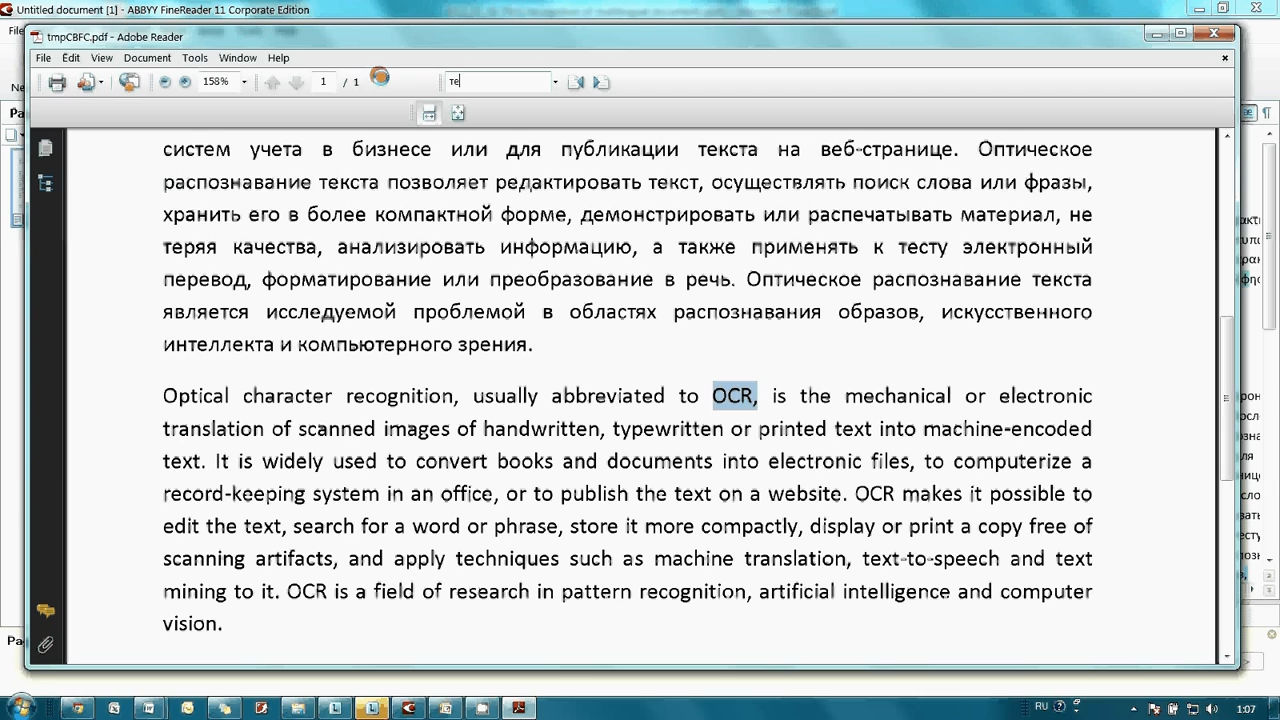 Untitled document [1] - ABBYY FineReader 11 Corporate Edition
tmpCBFC.pdf - Adobe Reader
File Edit View Document Tools Window Help
158% 1 / 1 те
систем учета в бизнесе или для публикации текста на веб-странице. Оптическое
распознавание текста позволяет редактировать текст, осуществлять поиск слова или фразы,
хранить его в более компактной форме, демонстрировать или распечатывать материал, не
теряя качества, анализировать информацию, а также применять к тесту электронный
перевод, форматирование или преобразование в речь. Оптическое распознавание текста
является исследуемой проблемой в областях распознавания образов, искусственного
интеллекта и компьютерного зрения.
Optical character recognition, usually abbreviated to OCR, is the mechanical or electronic
translation of scanned images of handwritten, typewritten or printed text into machine-encoded
text. It is widely used to convert books and documents into electronic files, to computerize a
record-keeping system in an office, or to publish the text on a website. OCR makes it possible to
edit the text, search for a word or phrase, store it more compactly, display or print a copy free of
scanning artifacts, and apply techniques such as machine translation, text-to-speech and text
mining to it. OCR is a field of research in pattern recognition, artificial intelligence and computer
vision.
RU 1:07